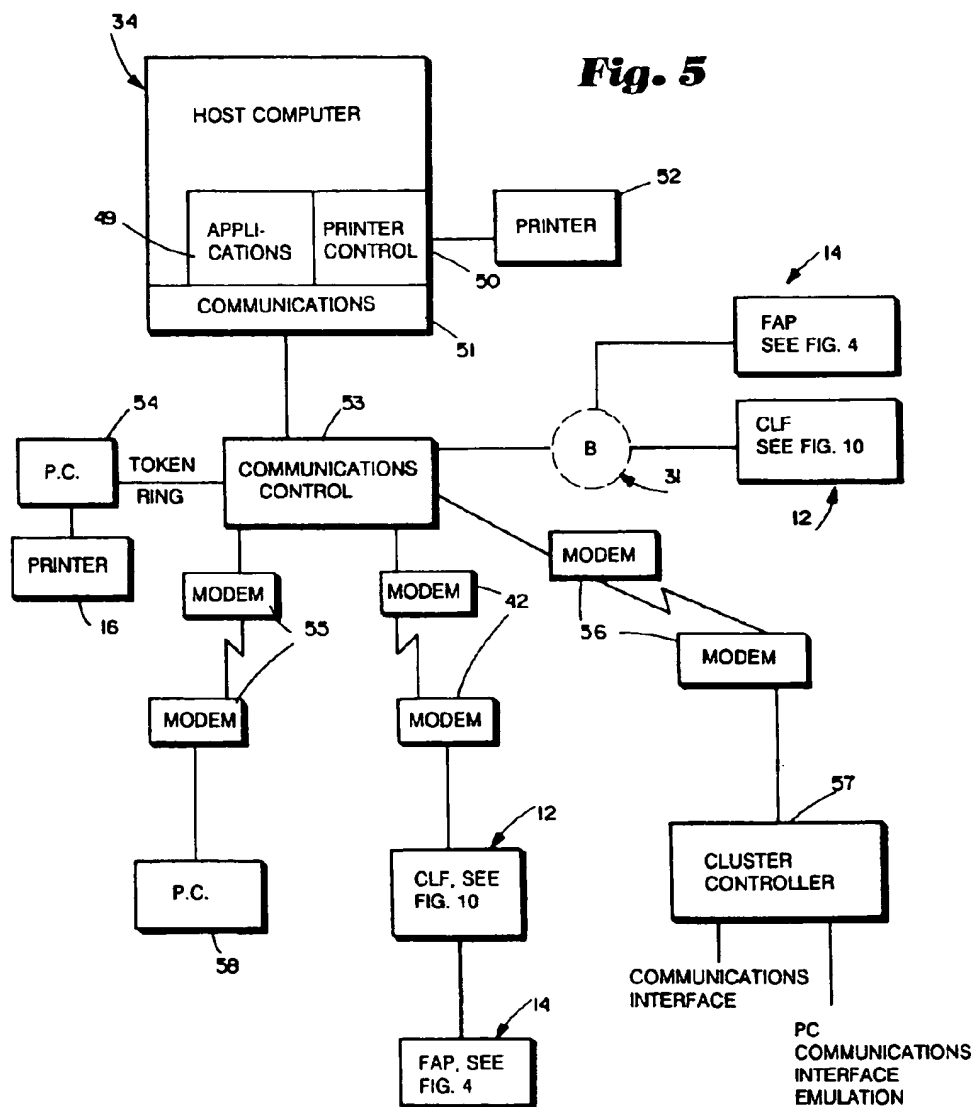 34
Fig. 5
HOST COMPUTER
52
49
APPLI-
CATIONS
PRINTER
CONTROL
PRINTER
50
14
COMMUNICATIONS
51
FAP
SEE FIG. 4
54
53
CLF
SEE FIG. 10
P.C.
TOKEN
RING
COMMUNICATIONS
CONTROL
B
31
12
PRINTER
16
MODEM
55
MODEM
42
MODEM
56
MODEM
MODEM
MODEM
57
12
CLUSTER
CONTROLLER
P.C.
58
CLF, SEE
FIG. 10
COMMUNICATIONS
INTERFACE
14
FAP, SEE
FIG. 4
PC
COMMUNICATIONS
INTERFACE
EMULATION